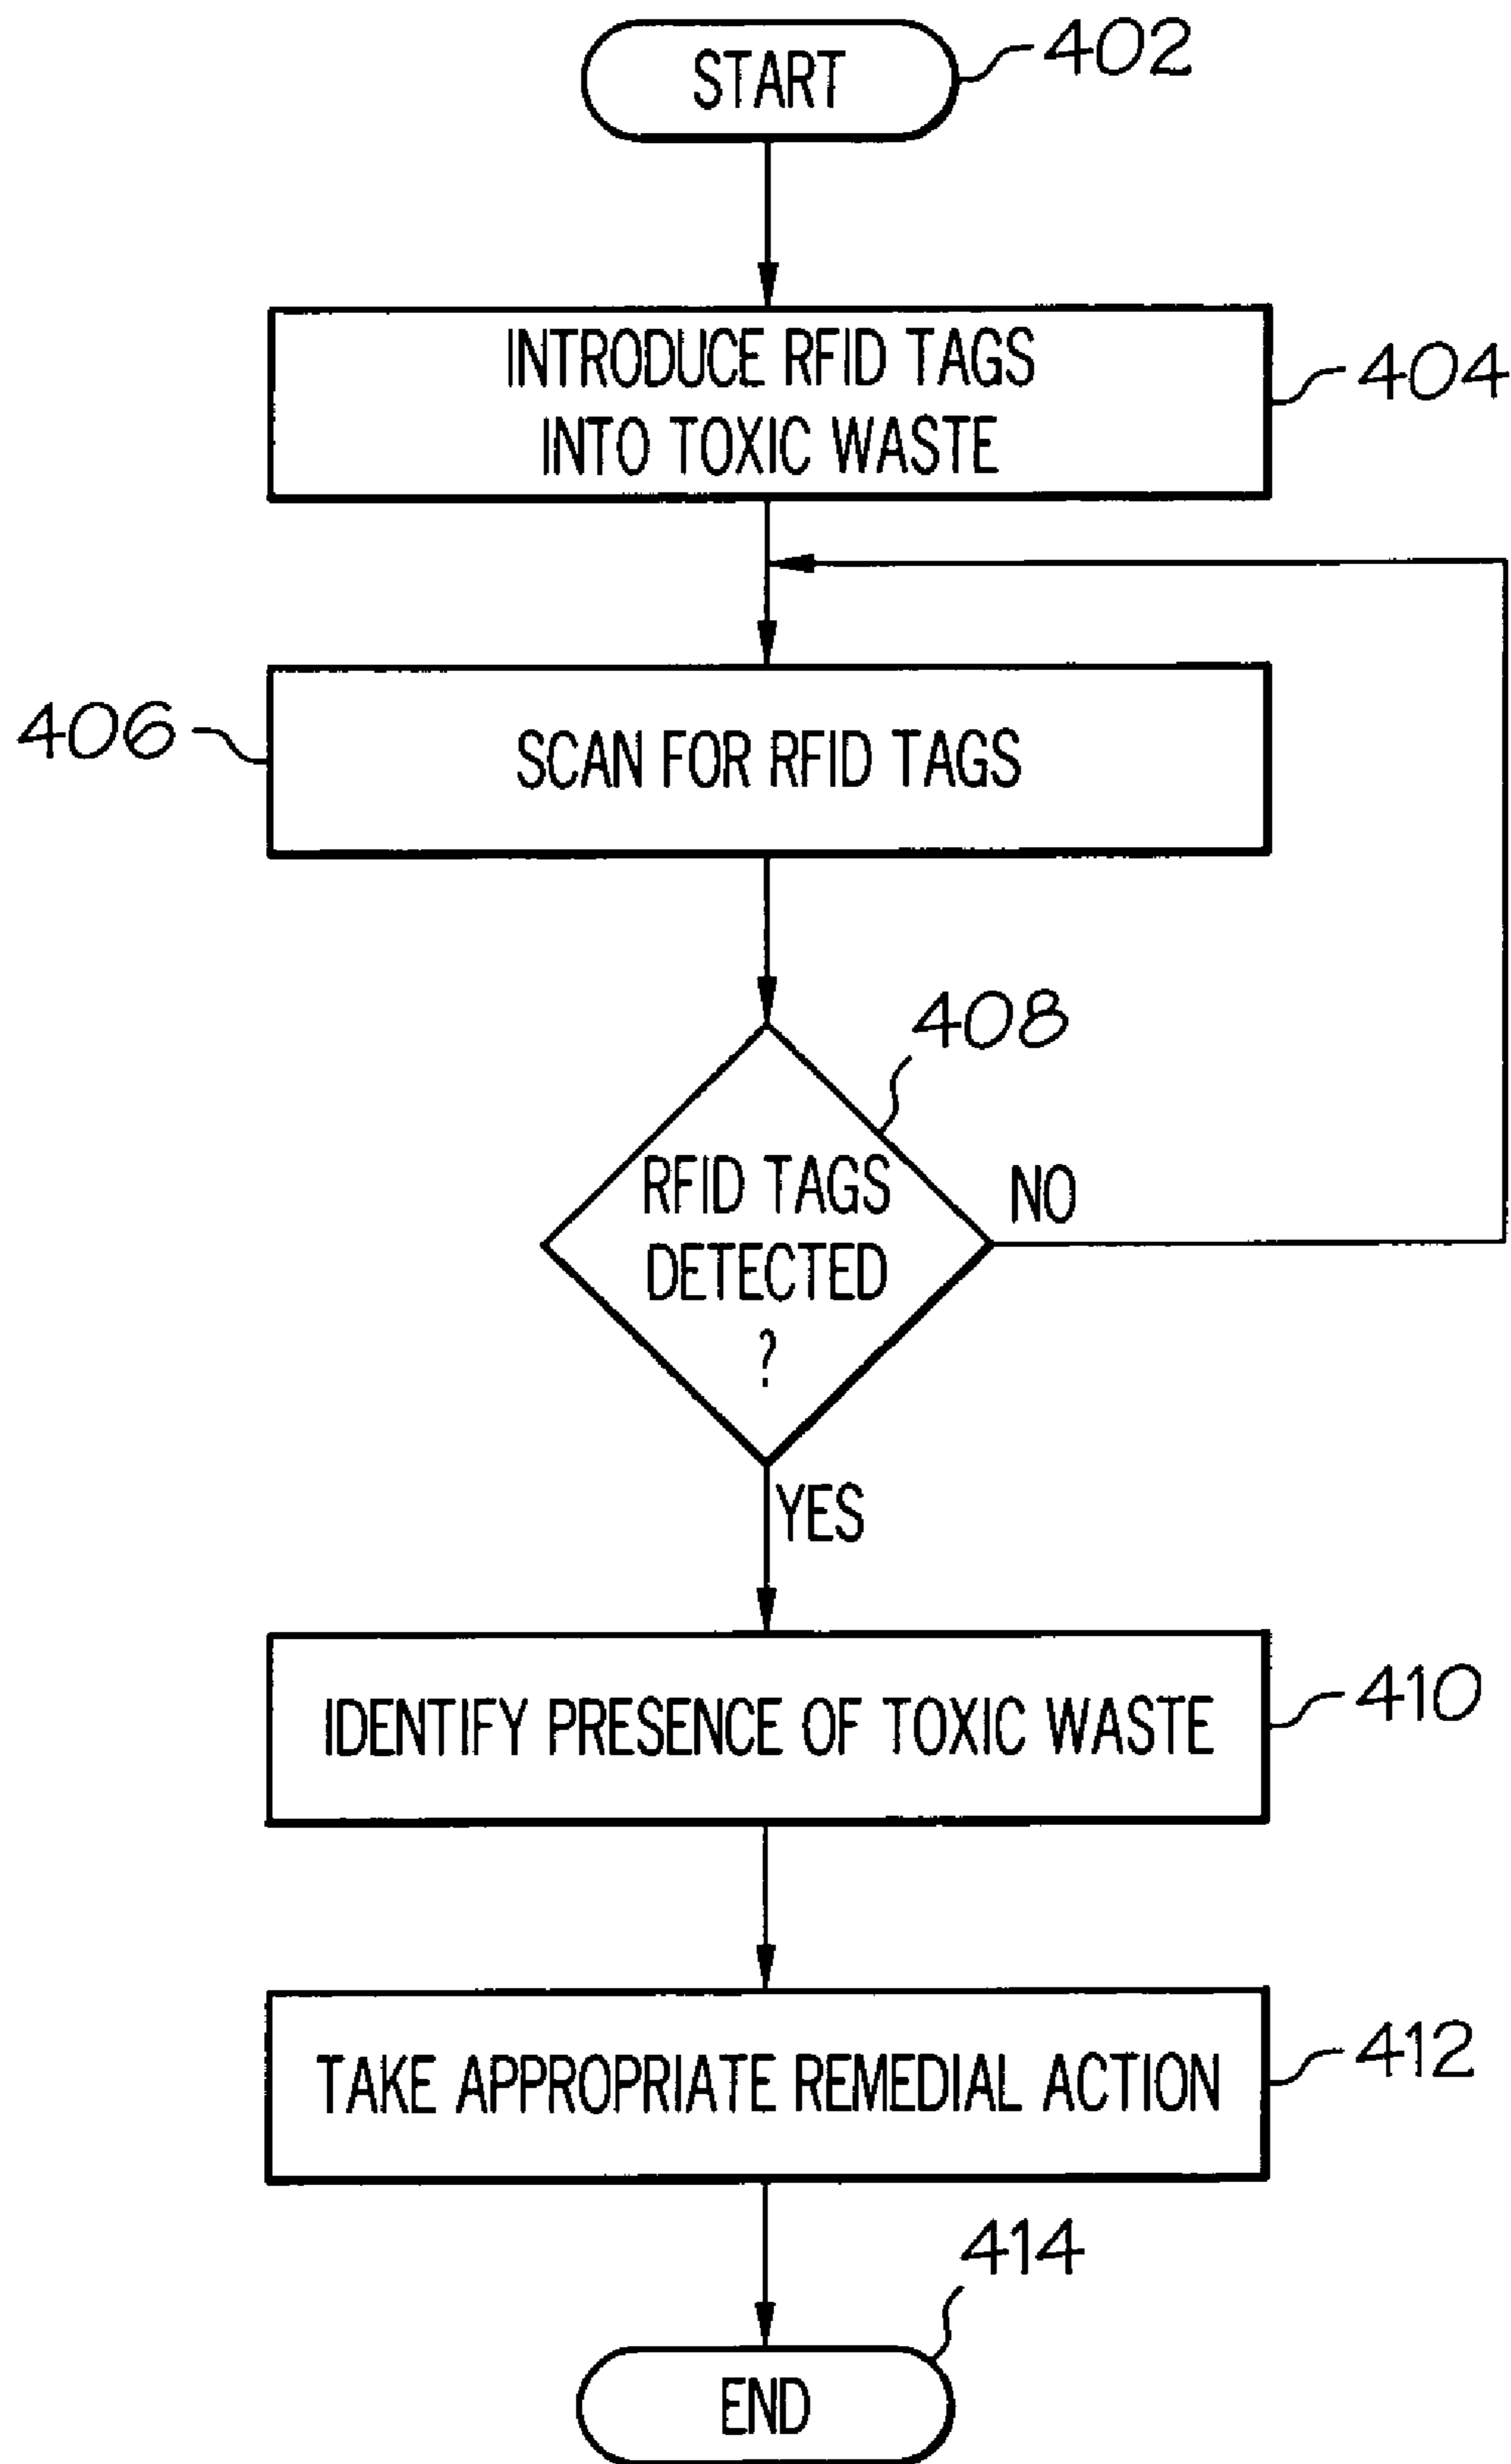 START
402
INTRODUCE RFID TAGS
INTO TOXIC WASTE
404
406
SCAN FOR RFID TAGS
408
RFID TAGS
DETECTED
?
NO
YES
IDENTIFY PRESENCE OF TOXIC WASTE
410
TAKE APPROPRIATE REMEDIAL ACTION
412
414
END